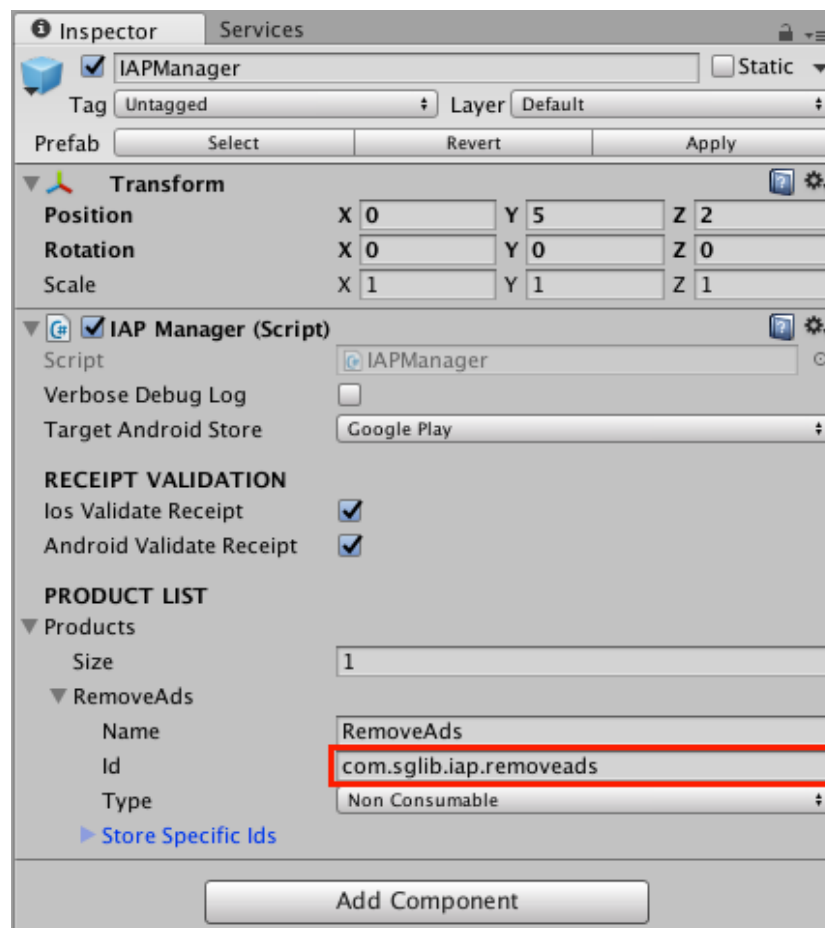 Inspector Services
IAPManager Static
Tag Untagged Layer Default
Prefab Select Revert Apply
Transform
Position X 0 Y 5 Z 2
Rotation X 0 Y 0 Z 0
Scale X 1 Y 1 Z 1
IAP Manager (Script)
Script IAPManager
Verbose Debug Log
Target Android Store Google Play
RECEIPT VALIDATION
Ios Validate Receipt
Android Validate Receipt
PRODUCT LIST
Products
Size 1
RemoveAds
Name RemoveAds
Id com.sglib.iap.removeads
Type Non Consumable
Store Specific Ids
Add Component